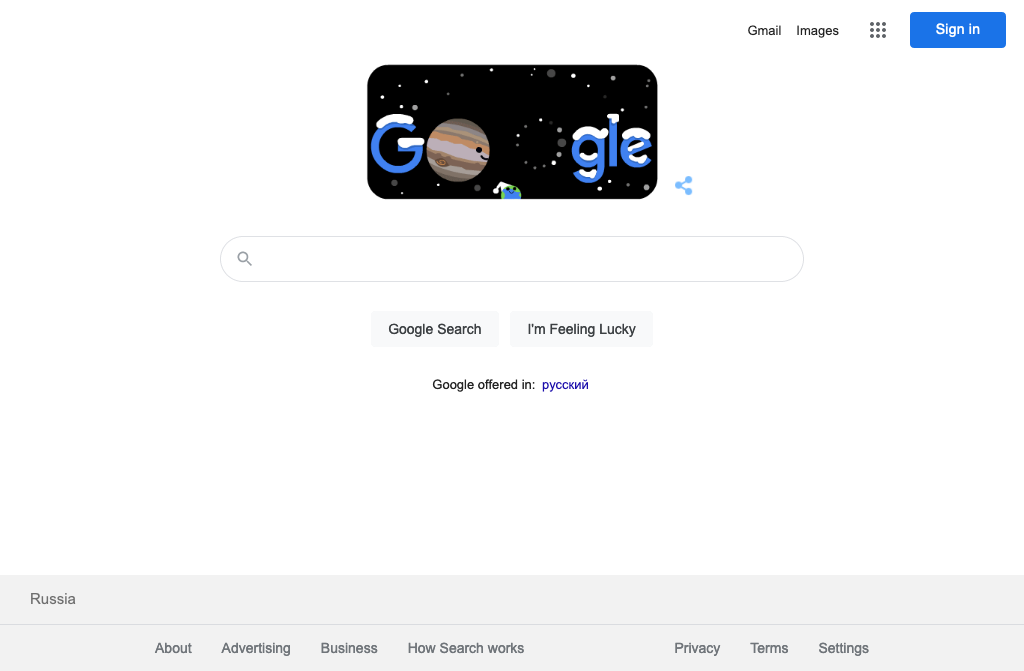 Gmail Images Sign in
Google
Google Search I'm Feeling Lucky
Google offered in: русский
Russia
About Advertising Business How Search works Privacy Terms Settings